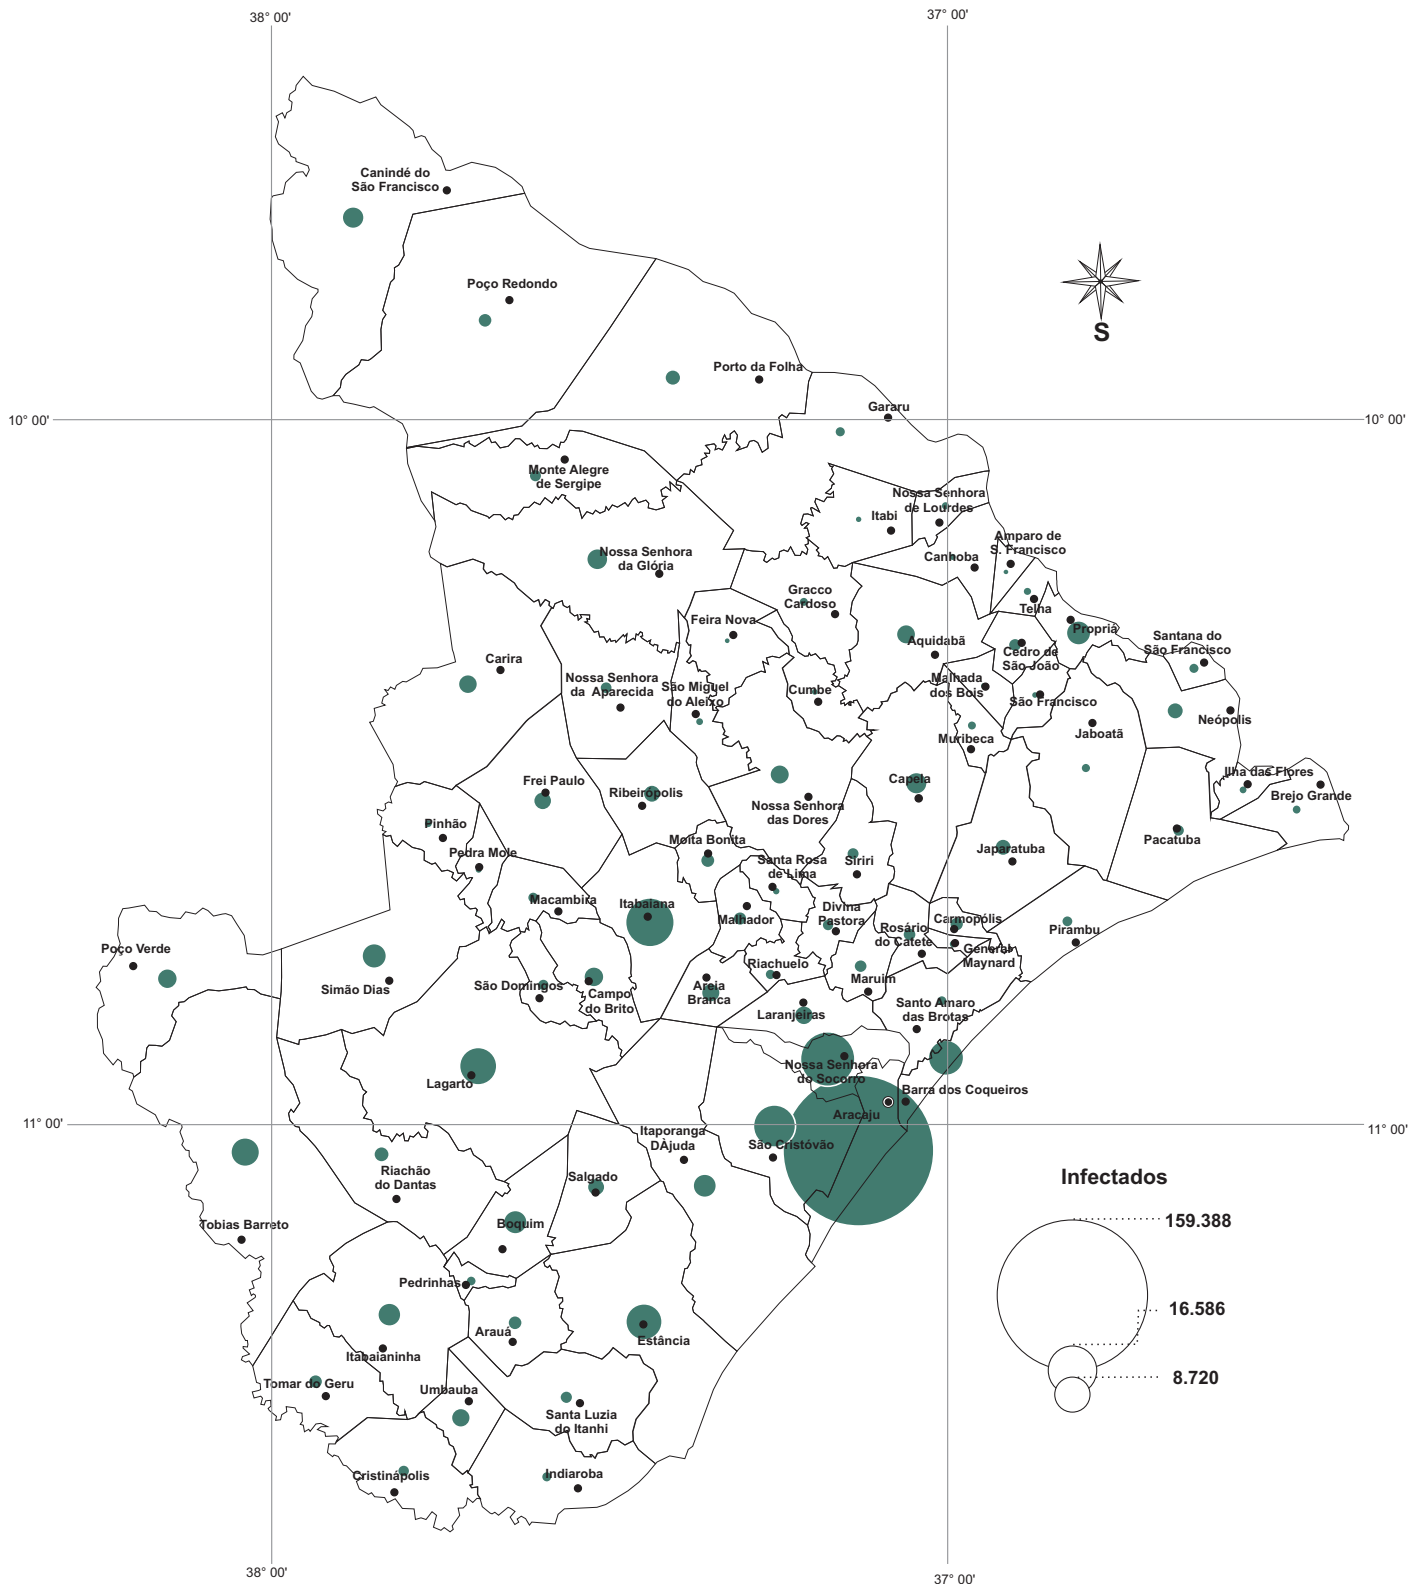 38° 00'
37° 00'
Canindé do
São Francisco
Poço Redondo
S
Porto da Folha
Gararu
10° 00'
10° 00'
Monte Alegre
de Sergipe
Nossa Senhora
de Lourdes
Itabi
Amparo de
S. Francisco
Nossa Senhora
da Glória
Canhoba
Gracco
Cardoso
Telha
Feira Nova
Propriá
Aquidabã
Santana do
São Francisco
Cedro de
São João
Carira
Nossa Senhora
da Aparecida
São Miguel
do Aleixo
Cumbe
Malhada
dos Bois
São Francisco
Neópolis
Jaboatã
Muribeca
Frei Paulo
Ribeirópolis
Capela
Nossa Senhora
das Dores
Ilha das Flores
Brejo Grande
Pinhão
Moita Bonita
Pacatuba
Pedra Mole
Santa Rosa
de Lima
Siriri
Japaratuba
Macambira
Itabaiana
Malhador
Divina
Pastora
Rosário
do Catete
Carmopólis
Pirambu
General
Maynard
Poço Verde
Simão Dias
São Domingos
Campo
do Brito
Areia
Branca
Riachuelo
Maruim
Laranjeiras
Santo Amaro
das Brotas
Lagarto
Nossa Senhora
do Socorro
Barra dos Coqueiros
Aracaju
11° 00'
11° 00'
Itaporanga
DÀjuda
São Cristóvão
Riachão
do Dantas
Salgado
Infectados
Tobias Barreto
Boquim
159.388
Pedrinhas
16.586
Arauá
Estância
Itabaianinha
8.720
Tomar do Geru
Umbauba
Santa Luzia
do Itanhi
Cristinápolis
Indiaroba
38° 00'
37° 00'